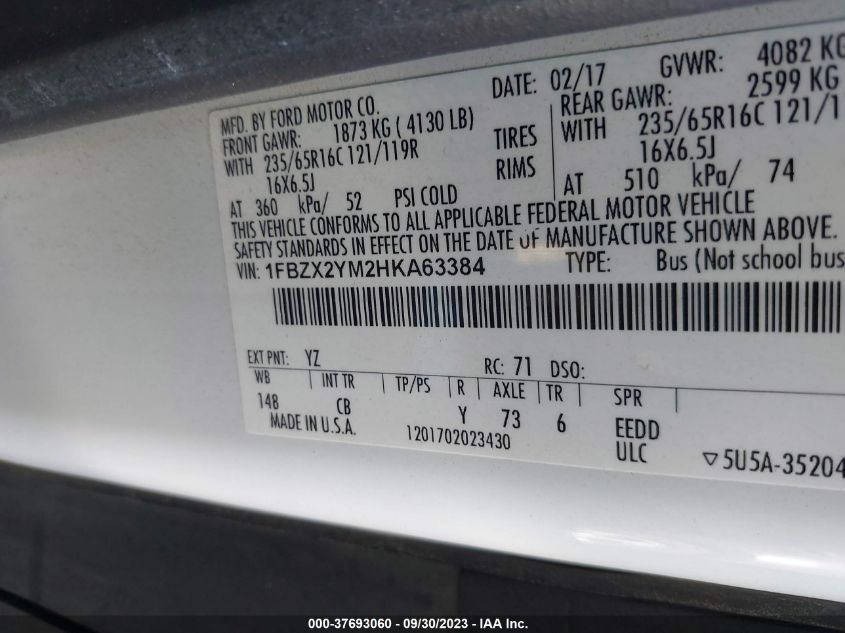 MFD. BY FORD MOTOR CO. DATE: 02/17 GVWR: 4082 KG
FRONT GAWR: 1873 KG ( 4130 LB) REAR GAWR: 2599 KG
WITH 235/65R16C 121/119R TIRES WITH 235/65R16C 121/1
16X6.5J RIMS 16X6.5J
AT 360 kPa/ 52 PSI COLD AT 510 kPa/ 74
THIS VEHICLE CONFORMS TO ALL APPLICABLE FEDERAL MOTOR VEHICLE
SAFETY STANDARDS IN EFFECT ON THE DATE OF MANUFACTURE SHOWN ABOVE.
VIN: 1FBZX2YM2HKA63384 TYPE: Bus (Not school bus
EXT PNT: YZ RC: 71 DSO:
WB INT TR TP/PS R AXLE TR SPR
148 CB Y 73 6 EEDD
MADE IN U.S.A. 1201702023430 ULC ▽5U5A-35204
000-37693060 - 09/30/2023 - IAA Inc.